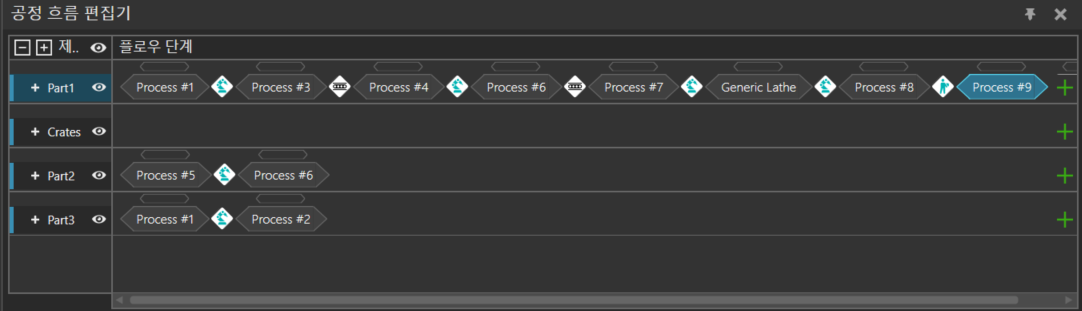 공정 흐름 편집기
제.. 플로우 단계
Part1 Process #1 Process #3 Process #4 Process #6 Process #7 Generic Lathe Process #8 Process #9
Crates
Part2 Process #5 Process #6
Part3 Process #1 Process #2